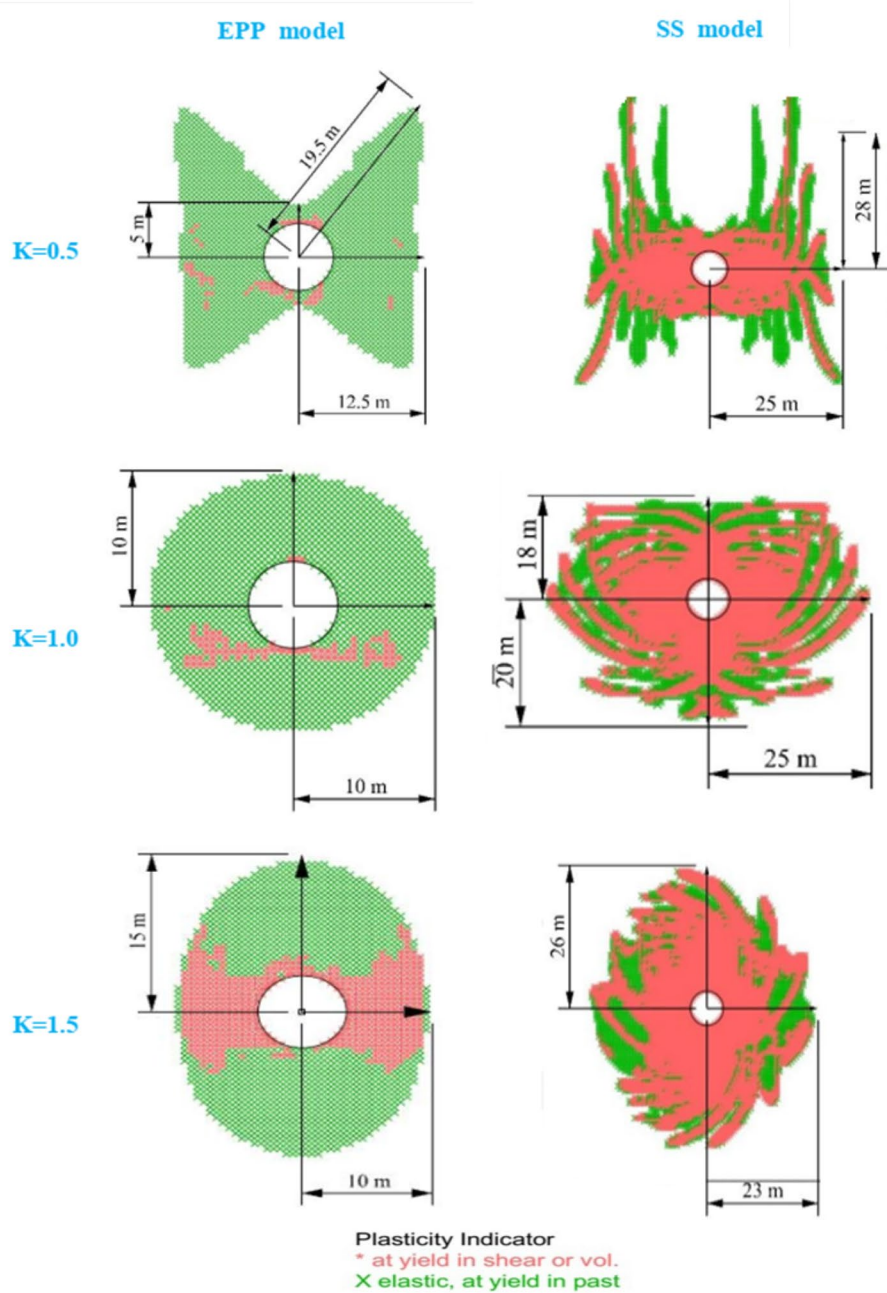 EPP model
SS model
K=0.5
19.5 m
5 m
12.5 m
28 m
25 m
K=1.0
10 m
10 m
18 m
20 m
25 m
K=1.5
15 m
10 m
26 m
23 m
Plasticity Indicator
* at yield in shear or vol.
X elastic, at yield in past